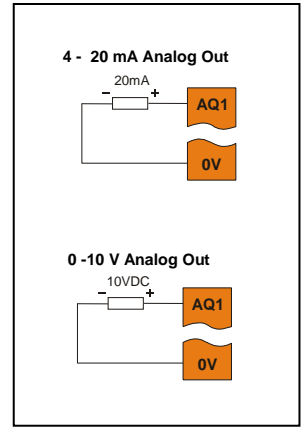 4 - 20 mA Analog Out
20mA
- +
AQ1
0V
0 -10 V Analog Out
10VDC
- +
AQ1
0V